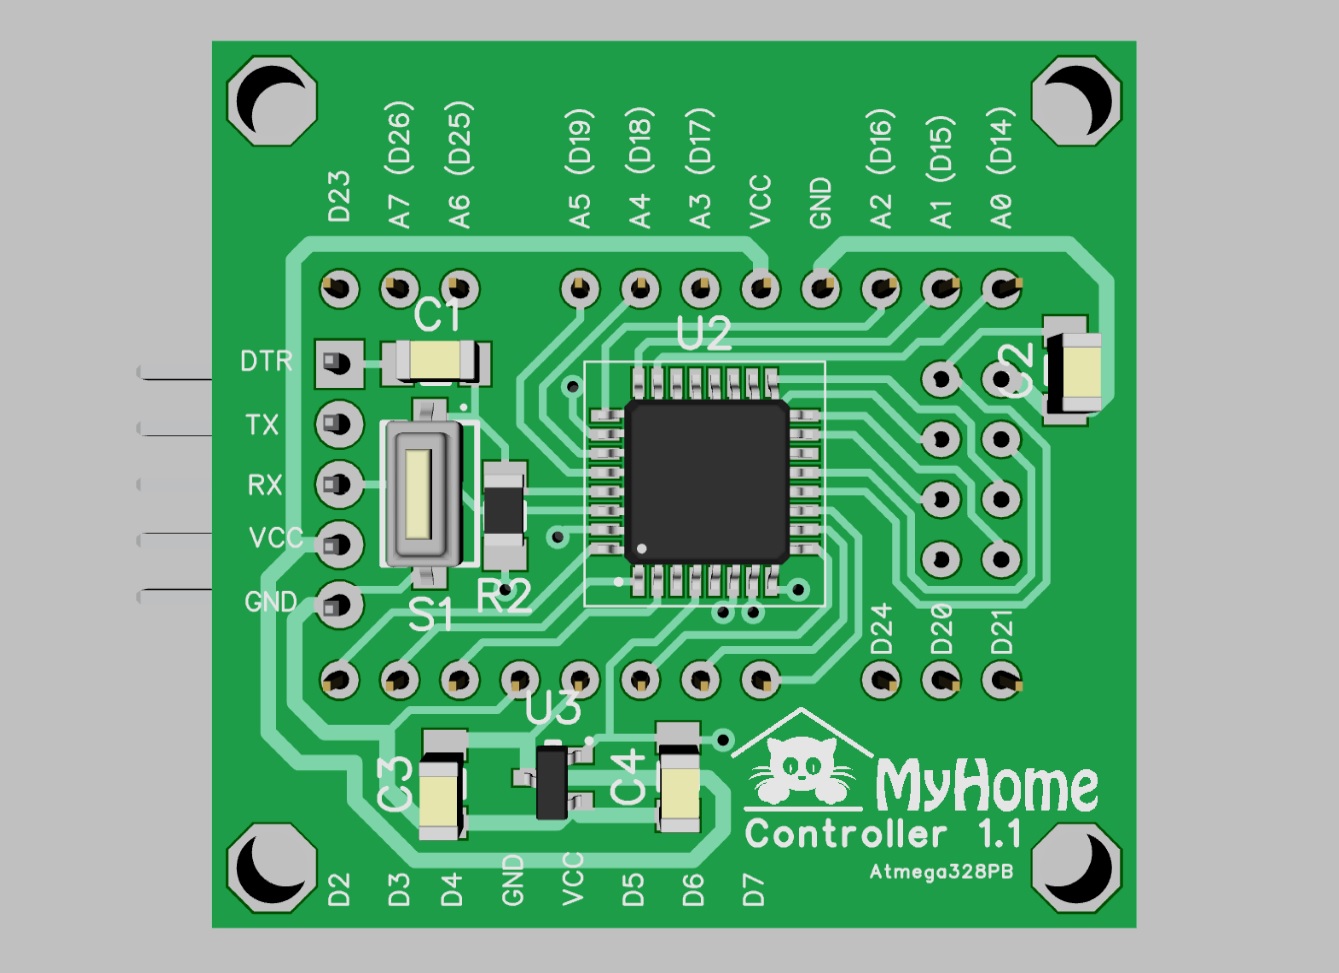 D23
A7 (D26)
A6 (D25)
A5 (D19)
A4 (D18)
A3 (D17)
VCC
GND
A2 (D16)
A1 (D15)
A0 (D14)
C1
U2
DTR
C2
TX
RX
VCC
GND
S1
R2
D24
D20
D21
U3
C3
C4
MyHome
Controller 1.1
Atmega328PB
D2
D3
D4
GND
VCC
D5
D6
D7